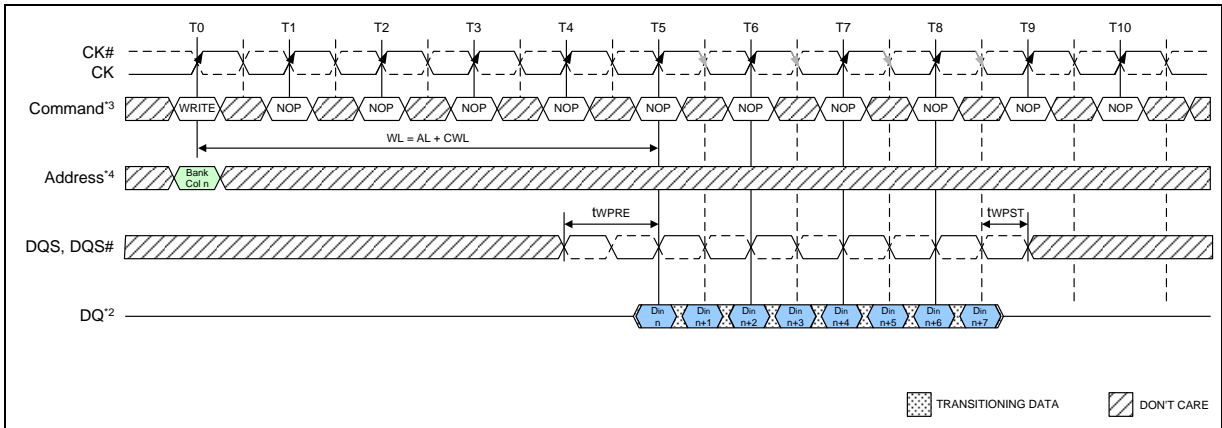 T0 T1 T2 T3 T4 T5 T6 T7 T8 T9 T10
CK#
CK
Command*3 WRITE NOP NOP NOP NOP NOP NOP NOP NOP NOP NOP
WL = AL + CWL
Address*4 Bank
Col n
tWPRE tWPST
DQS, DQS#
DQ*2
Din Din Din Din Din Din Din Din
n n+1 n+2 n+3 n+4 n+5 n+6 n+7
TRANSITIONING DATA DON'T CARE